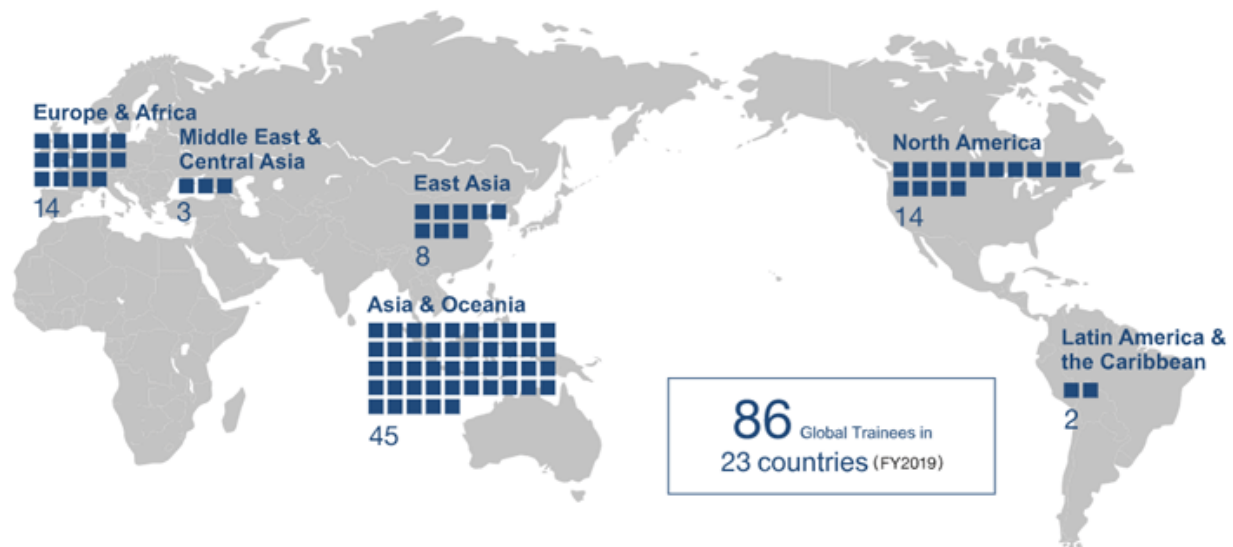 Europe & Africa
14
Middle East &
Central Asia
3
East Asia
8
Asia & Oceania
45
North America
14
Latin America &
the Caribbean
2
86 Global Trainees in
23 countries (FY2019)